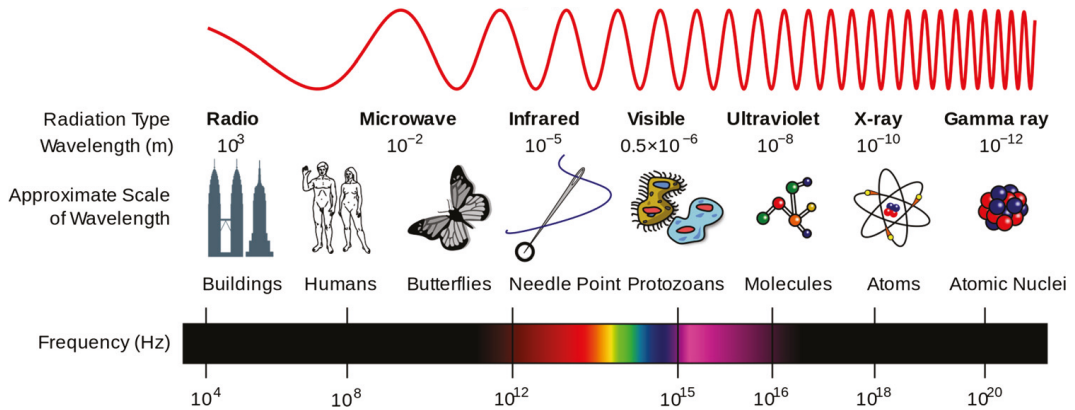 Radiation Type Radio Microwave Infrared Visible Ultraviolet X-ray Gamma ray
Wavelength (m) 10³ 10⁻² 10⁻⁵ 0.5×10⁻⁶ 10⁻⁸ 10⁻¹⁰ 10⁻¹²
Approximate Scale
of Wavelength
Buildings Humans Butterflies Needle Point Protozoans Molecules Atoms Atomic Nuclei
Frequency (Hz)
10⁴ 10⁸ 10¹² 10¹⁵ 10¹⁶ 10¹⁸ 10²⁰